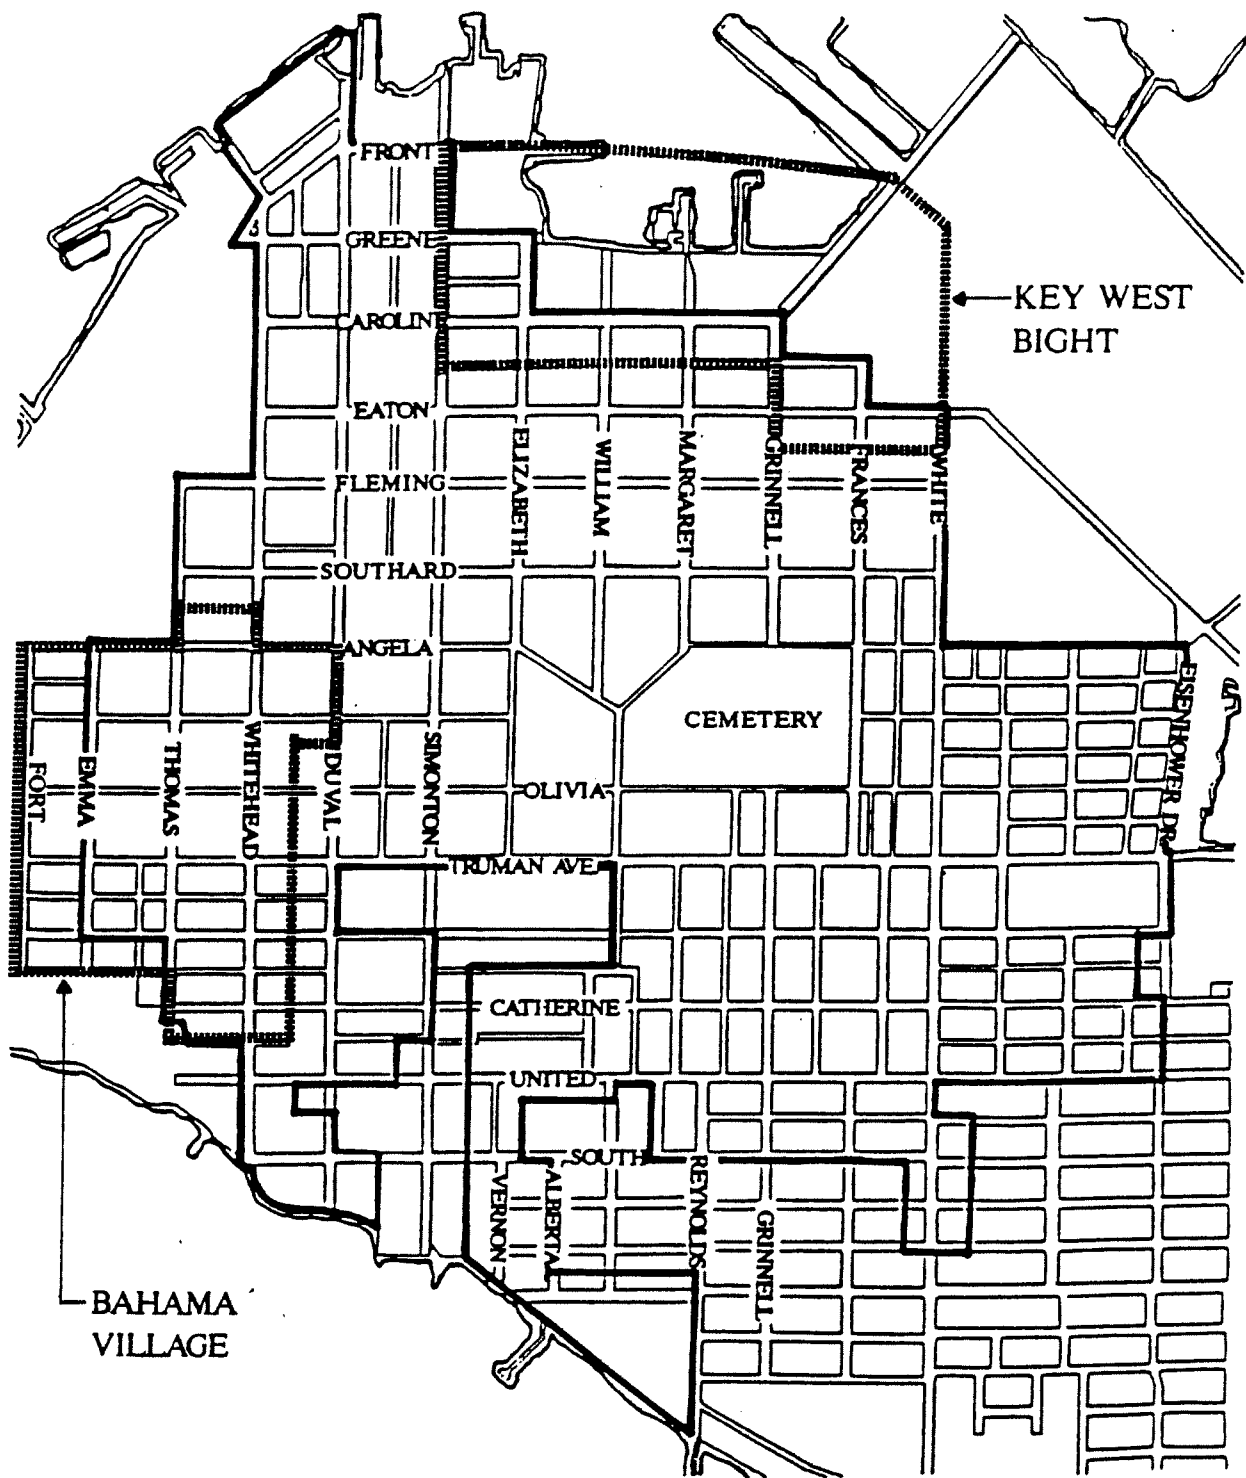 FRONT
GREENE
KEY WEST
BIGHT
CAROLINE
EATON
ELIZABETH
WILLIAM
MARGARET
GRINNELL
FRANCES
WHITE
FLEMING
SOUTHARD
ANGELA
CEMETERY
EISENHOWER DR.
FORT
EMMA
THOMAS
WHITEHEAD
DUVAL
SIMONTON
OLIVIA
TRUMAN AVE.
CATHERINE
UNITED
SOUTH
VERNON
ALBERTA
REYNOLDS
GRINNELL
BAHAMA
VILLAGE